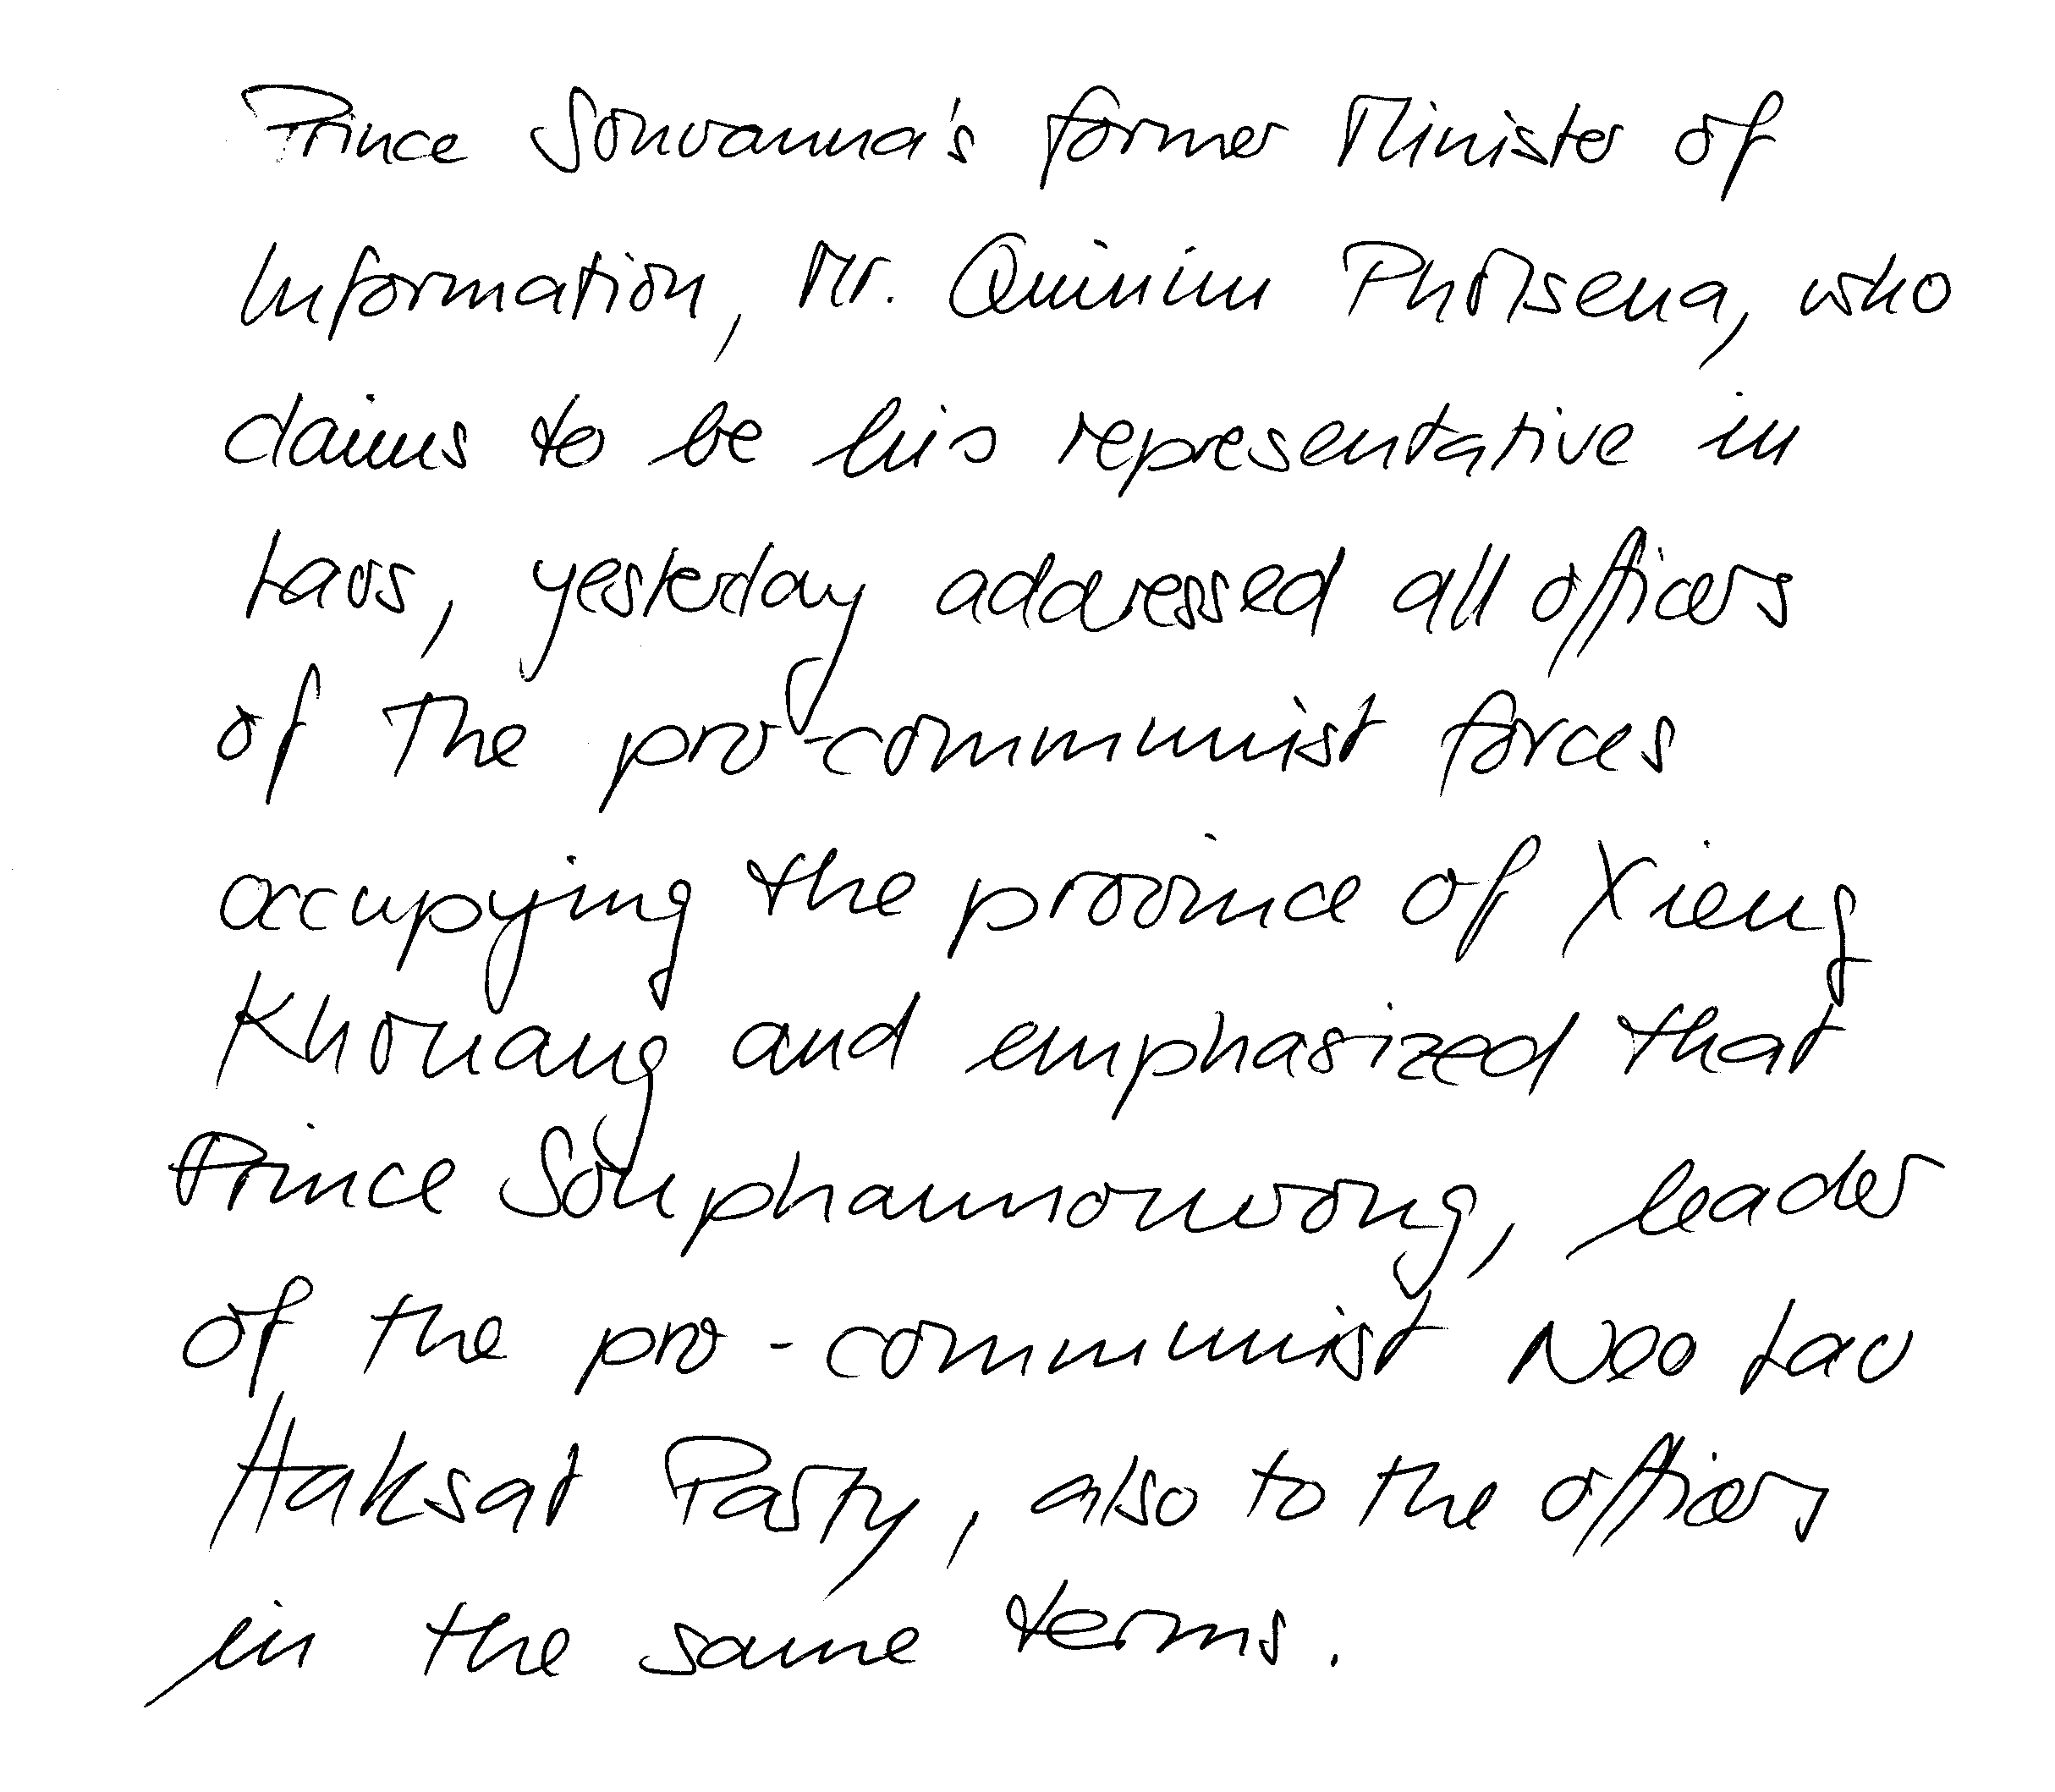 Prince Souvanna's former Minister of
Information, Mr. Quinim Pholsena, who
claims to be his representative in
Laos, yesterday addressed all officers
of The pro-communist forces
occupying the province of Xieng
Khouang and emphasized that
Prince Souphannouvong, leader
of the pro-communist Neo Lao
Haksat Party, also to the officers
in the same terms.